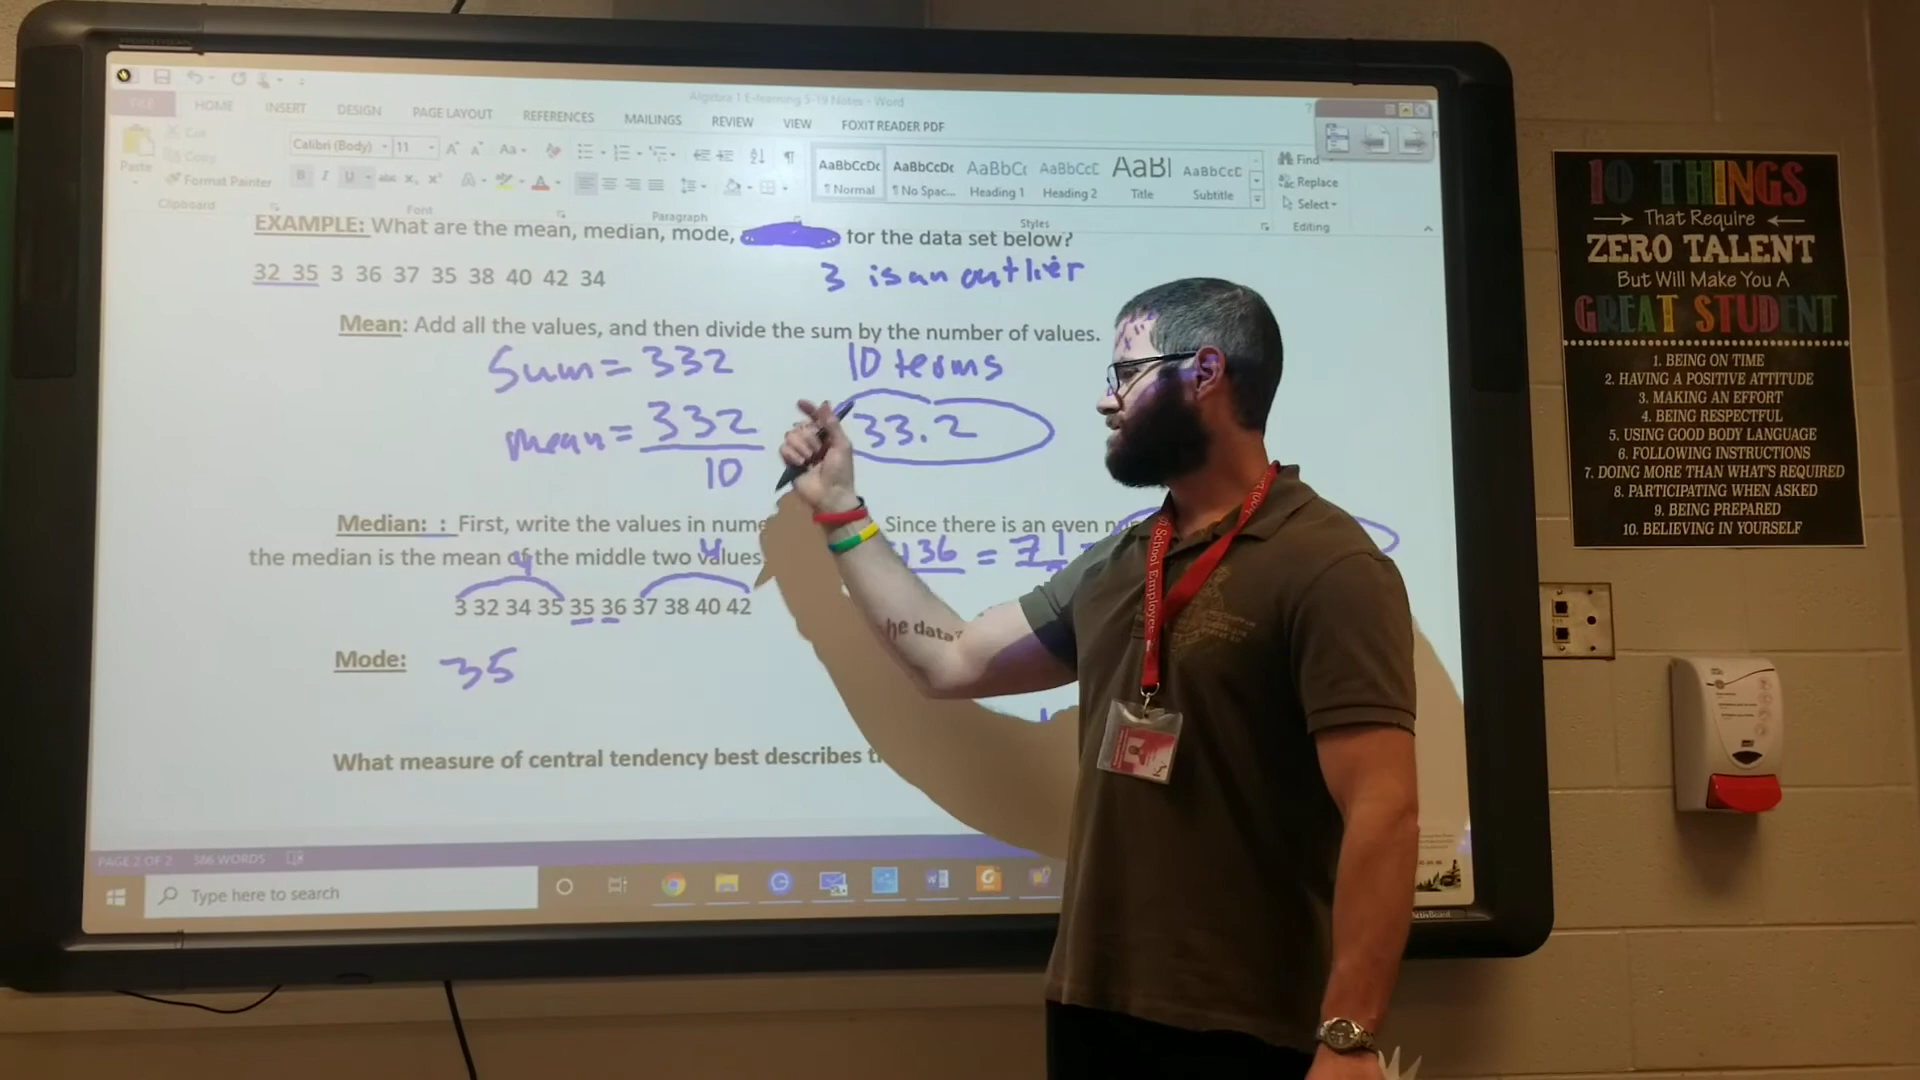 Algebra 1 E-learning 5-19 Notes - Word
FILE HOME INSERT DESIGN PAGE LAYOUT REFERENCES MAILINGS REVIEW VIEW FOXIT READER PDF
Paste
Cut
Copy
Format Painter
Clipboard
Calibri (Body) 11
Font
Paragraph
AaBbCcDc AaBbCcDc AaBbCc AaBbCcC AaBl AaBbCcC
¶ Normal ¶ No Spac... Heading 1 Heading 2 Title Subtitle
Styles
Find
Replace
Select
Editing
EXAMPLE: What are the mean, median, mode, for the data set below?
32 35 3 36 37 35 38 40 42 34
3 is an outlier
Mean: Add all the values, and then divide the sum by the number of values.
Sum = 332 10 terms
mean = 332
10
33.2
Median: : First, write the values in nume Since there is an even
the median is the mean of the middle two values
36 = 71
4 4
3 32 34 35 35 36 37 38 40 42
Mode: 35
What measure of central tendency best describes
he data?
PAGE 2 OF 2 586 WORDS
Type here to search
10 THINGS
That Require
ZERO TALENT
But Will Make You A
GREAT STUDENT
1. BEING ON TIME
2. HAVING A POSITIVE ATTITUDE
3. MAKING AN EFFORT
4. BEING RESPECTFUL
5. USING GOOD BODY LANGUAGE
6. FOLLOWING INSTRUCTIONS
7. DOING MORE THAN WHAT'S REQUIRED
8. PARTICIPATING WHEN ASKED
9. BEING PREPARED
10. BELIEVING IN YOURSELF
School Employee